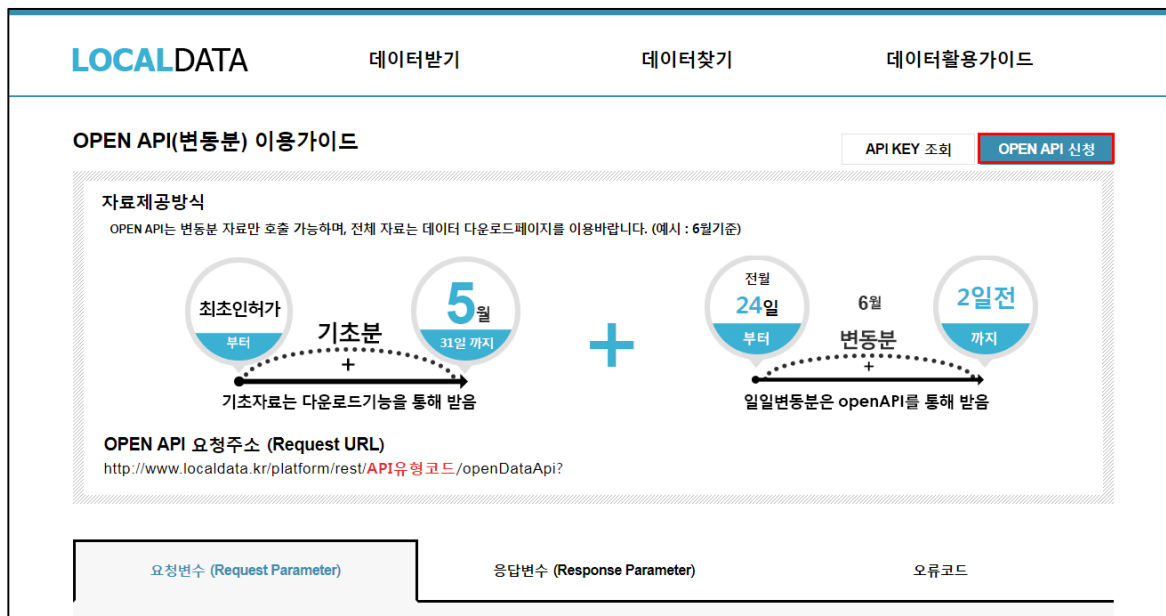 LOCALDATA 데이터받기 데이터찾기 데이터활용가이드
OPEN API(변동분) 이용가이드
API KEY 조회 OPEN API 신청
자료제공방식
OPEN API는 변동분 자료만 호출 가능하며, 전체 자료는 데이터 다운로드페이지를 이용바랍니다. (예시 : 6월기준)
최초인허가
부터
기초분
+
5월
31일 까지
기초자료는 다운로드기능을 통해 받음
+
전월
24일
부터
6월
변동분
+
2일전
까지
일일변동분은 openAPI를 통해 받음
OPEN API 요청주소 (Request URL)
http://www.localdata.kr/platform/rest/API유형코드/openDataApi?
요청변수 (Request Parameter) 응답변수 (Response Parameter) 오류코드